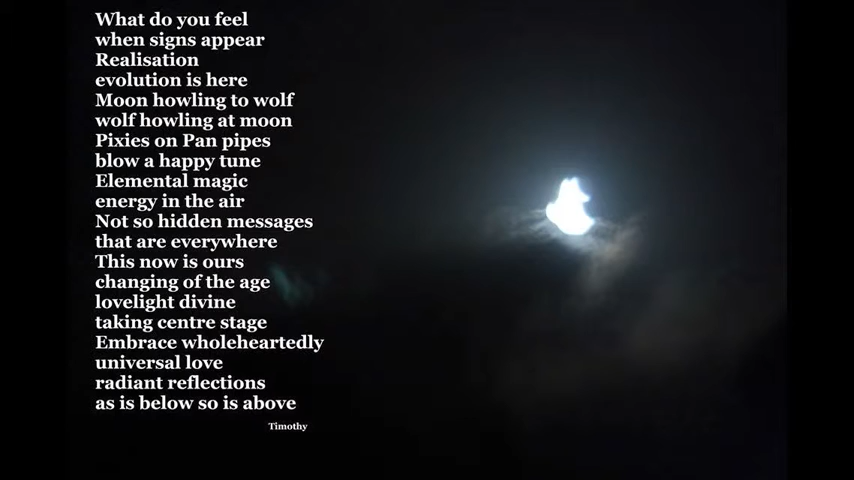 What do you feel
when signs appear
Realisation
evolution is here
Moon howling to wolf
wolf howling at moon
Pixies on Pan pipes
blow a happy tune
Elemental magic
energy in the air
Not so hidden messages
that are everywhere
This now is ours
changing of the age
lovelight divine
taking centre stage
Embrace wholeheartedly
universal love
radiant reflections
as is below so is above
Timothy